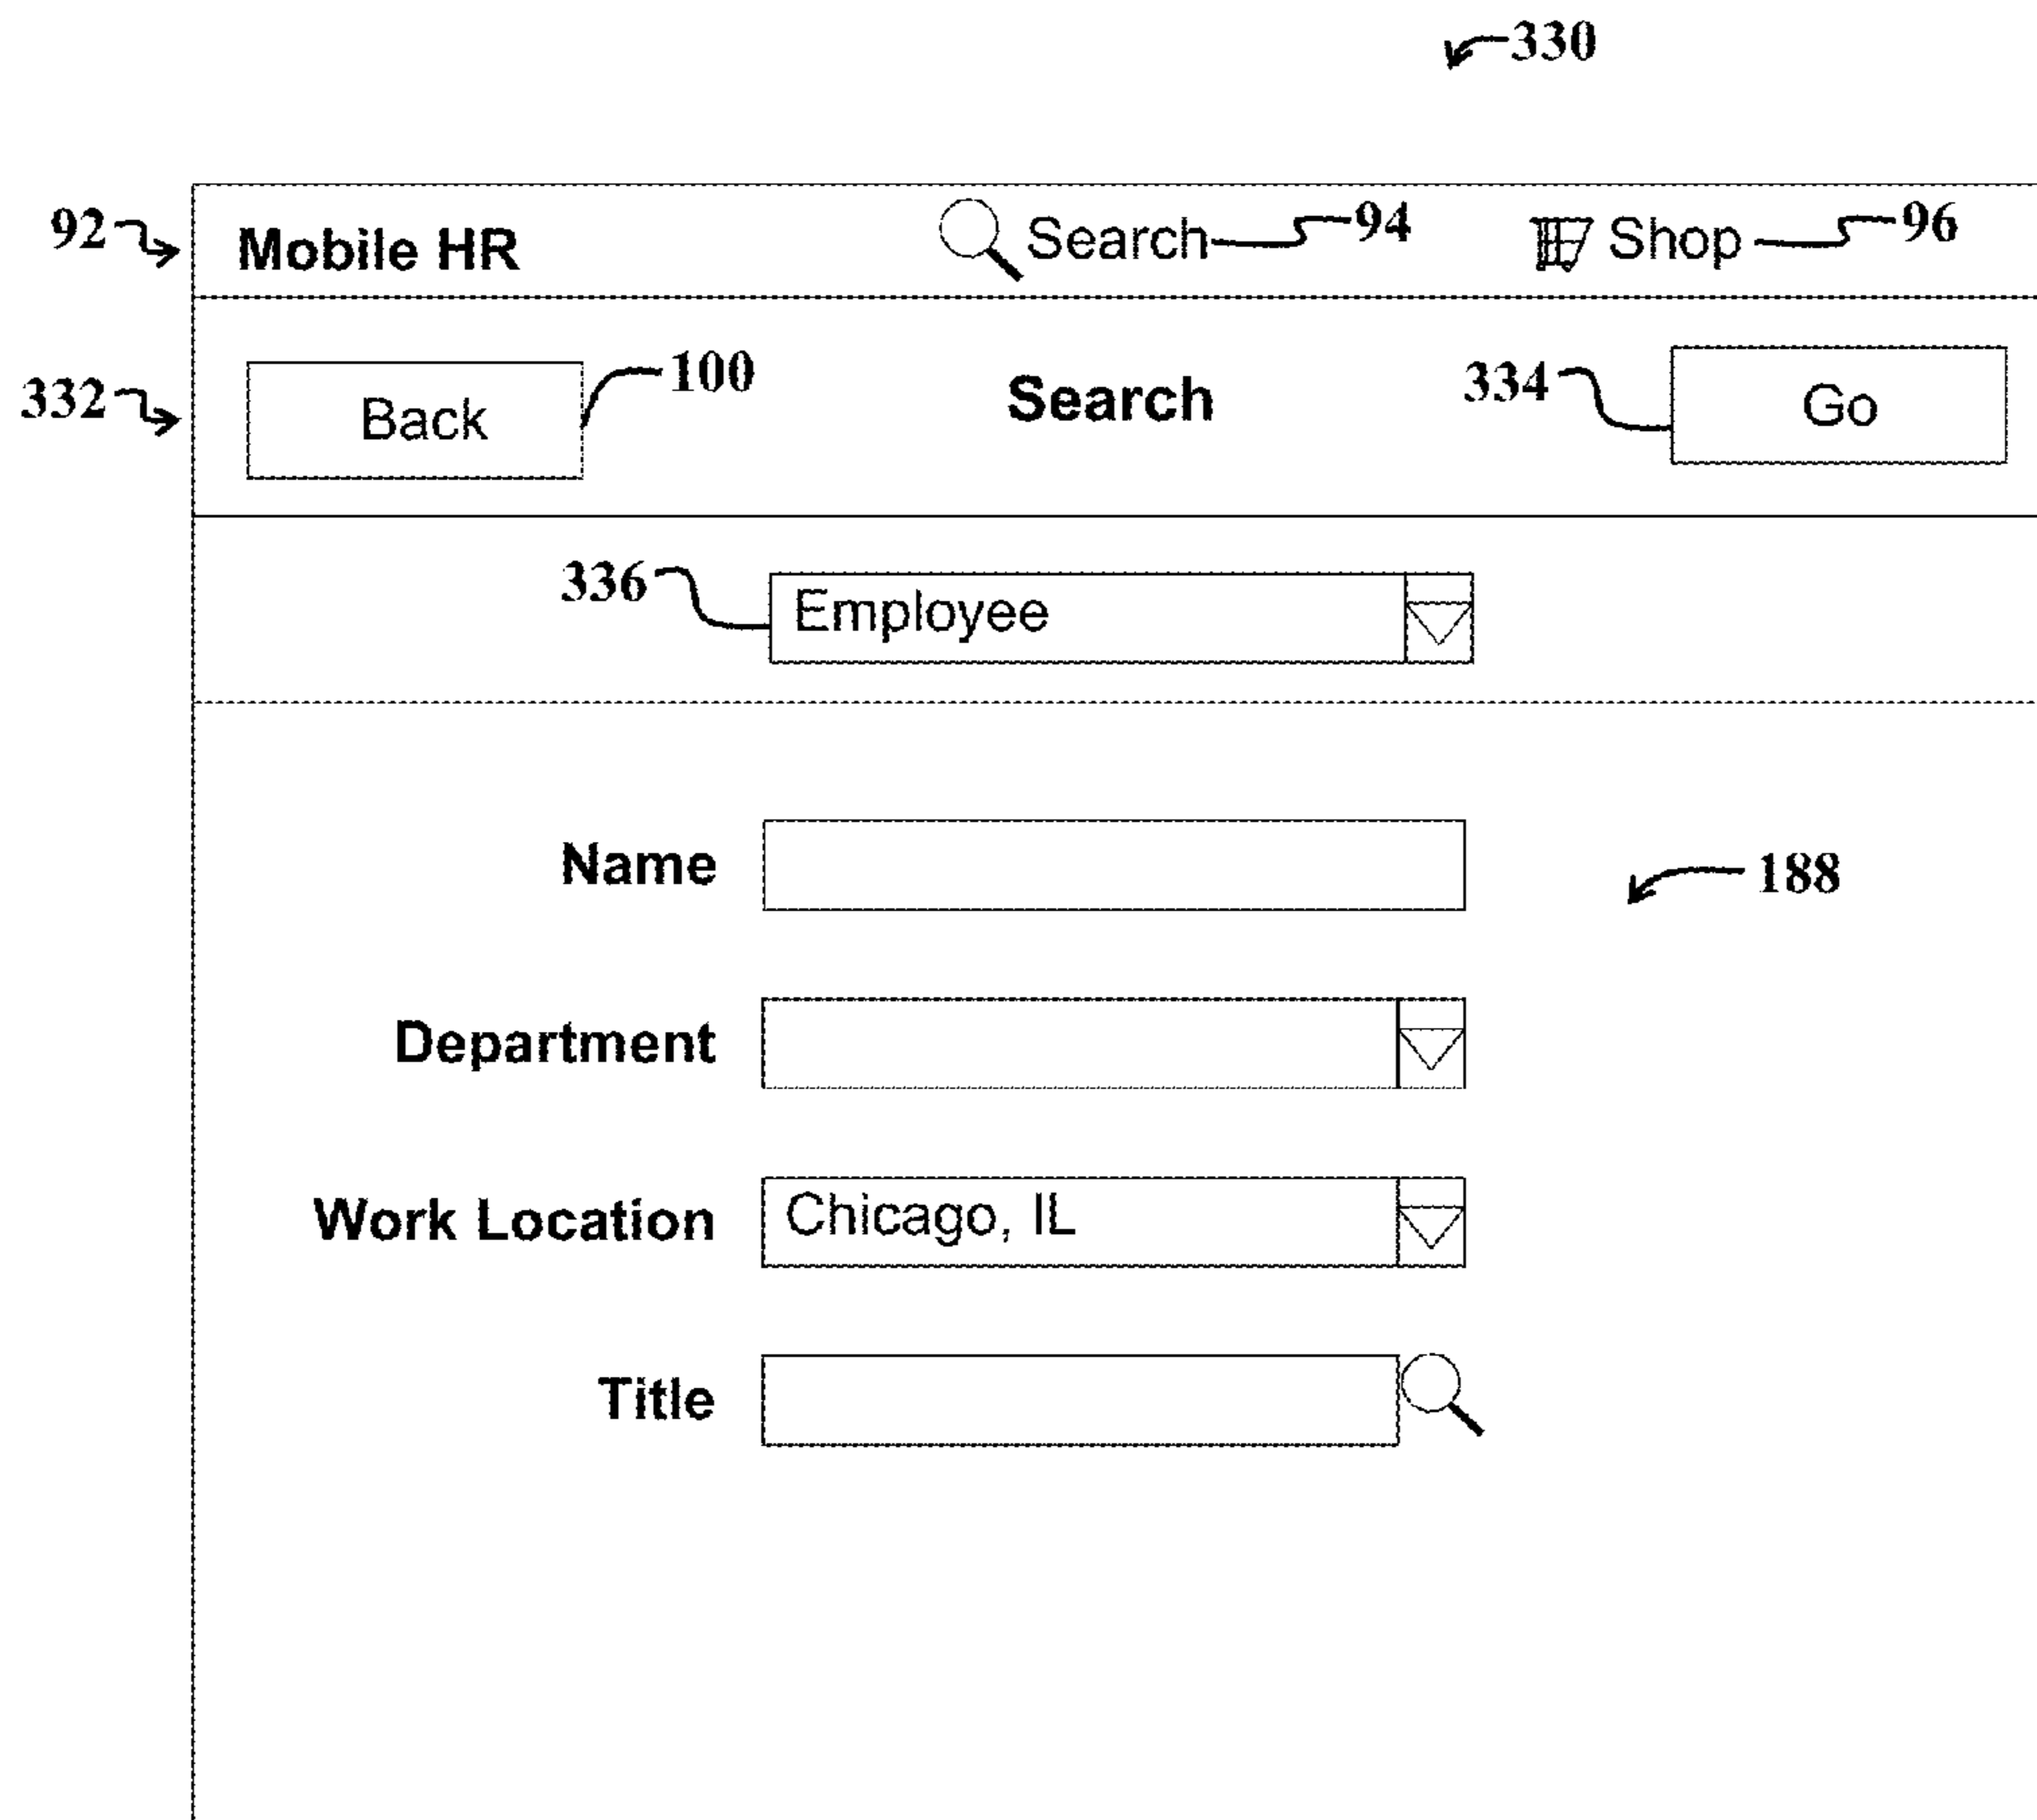 330
92 Mobile HR Search 94 Shop 96
332 Back 100 Search 334 Go
336 Employee
Name
188
Department
Work Location Chicago, IL
Title